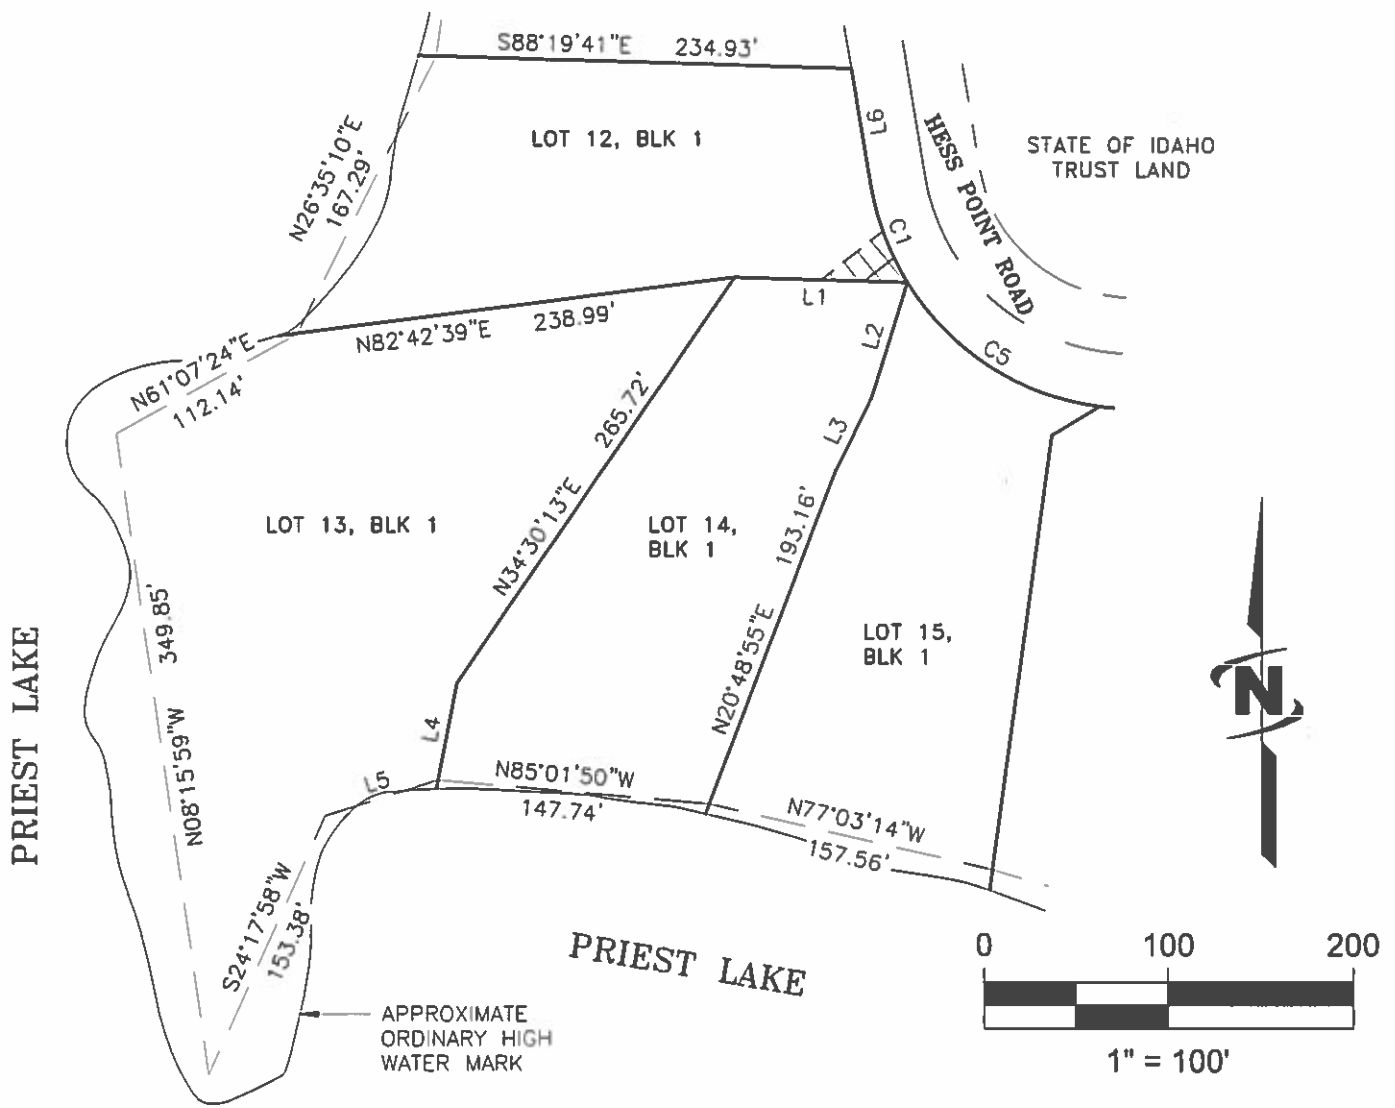 S88°19'41"E 234.93'
LOT 12, BLK 1
L6
HESS POINT ROAD
STATE OF IDAHO
TRUST LAND
N26°35'10"E
167.29'
C1
L1
N82°42'39"E 238.99'
L2
C5
N61°07'24"E
112.14'
265.72'
L3
LOT 13, BLK 1
N34°30'13"E
LOT 14,
BLK 1
193.16'
PRIEST LAKE
349.85'
N08°15'59"W
LOT 15,
BLK 1
N20°48'55"E
L4
L5
N85°01'50"W
147.74'
N77°03'14"W
157.56'
N
S24°17'58"W
153.38'
PRIEST LAKE
APPROXIMATE
ORDINARY HIGH
WATER MARK
0 100 200
1" = 100'